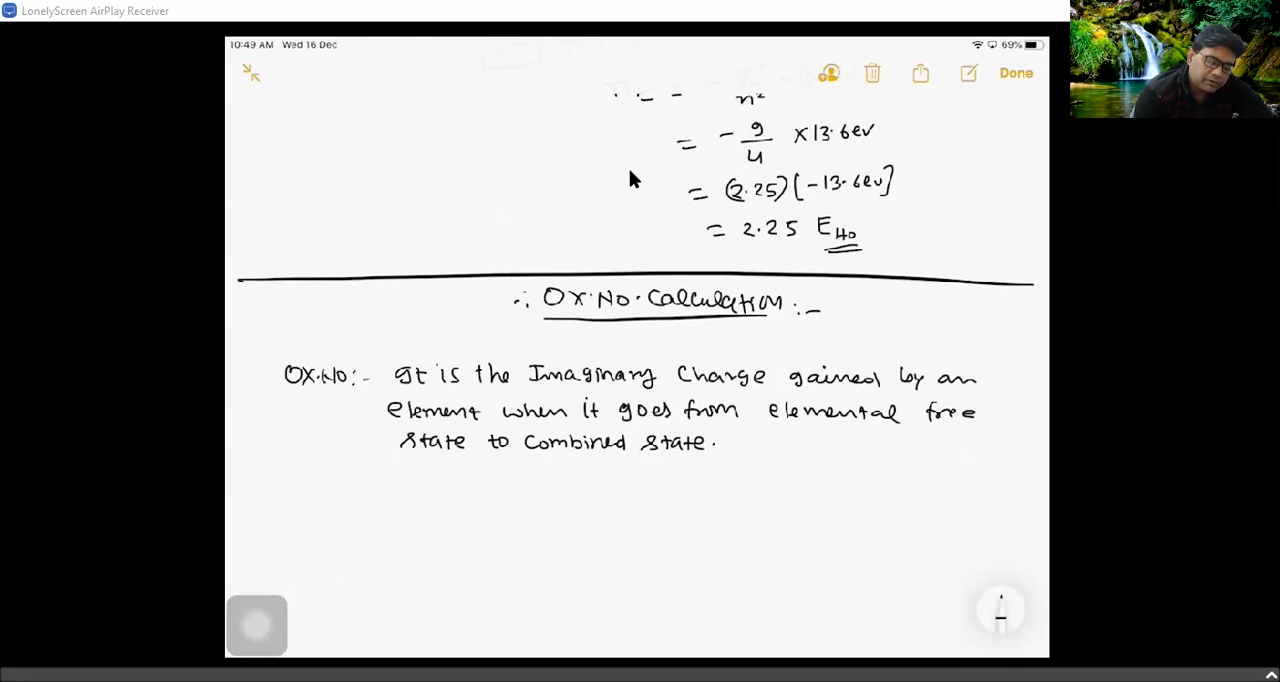 LonelyScreen AirPlay Receiver
10:49 AM Wed 16 Dec
69%
Done
n²
= - 9/4 × 13.6ev
= (2.25) [-13.6ev]
= 2.25 E_Ho
∴ OX.No.Calculation :-
OX.No:- It is the Imaginary Charge gained by an
element when it goes from elemental free
state to combined state.